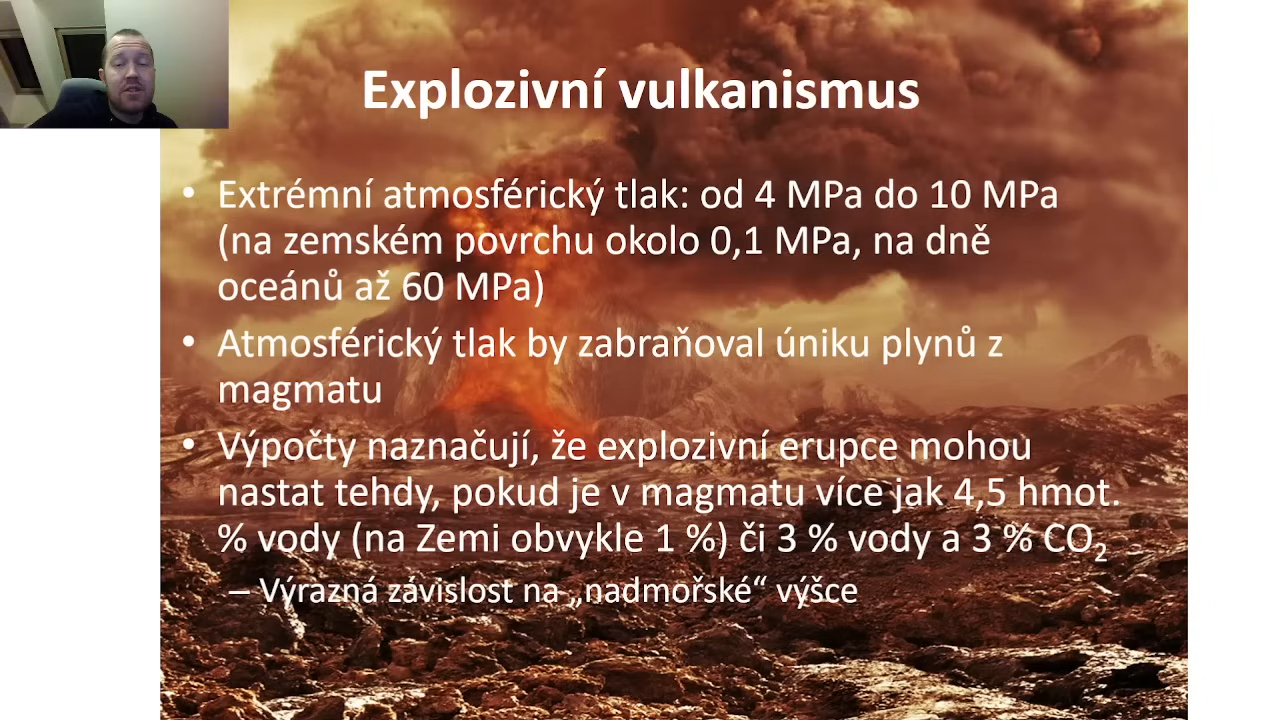 Explozivní vulkanismus
• Extrémní atmosférický tlak: od 4 MPa do 10 MPa
(na zemském povrchu okolo 0,1 MPa, na dně
oceánů až 60 MPa)
• Atmosférický tlak by zabraňoval úniku plynů z
magmatu
• Výpočty naznačují, že explozivní erupce mohou
nastat tehdy, pokud je v magmatu více jak 4,5 hmot.
% vody (na Zemi obvykle 1 %) či 3 % vody a 3 % CO₂
– Výrazná závislost na „nadmořské“ výšce